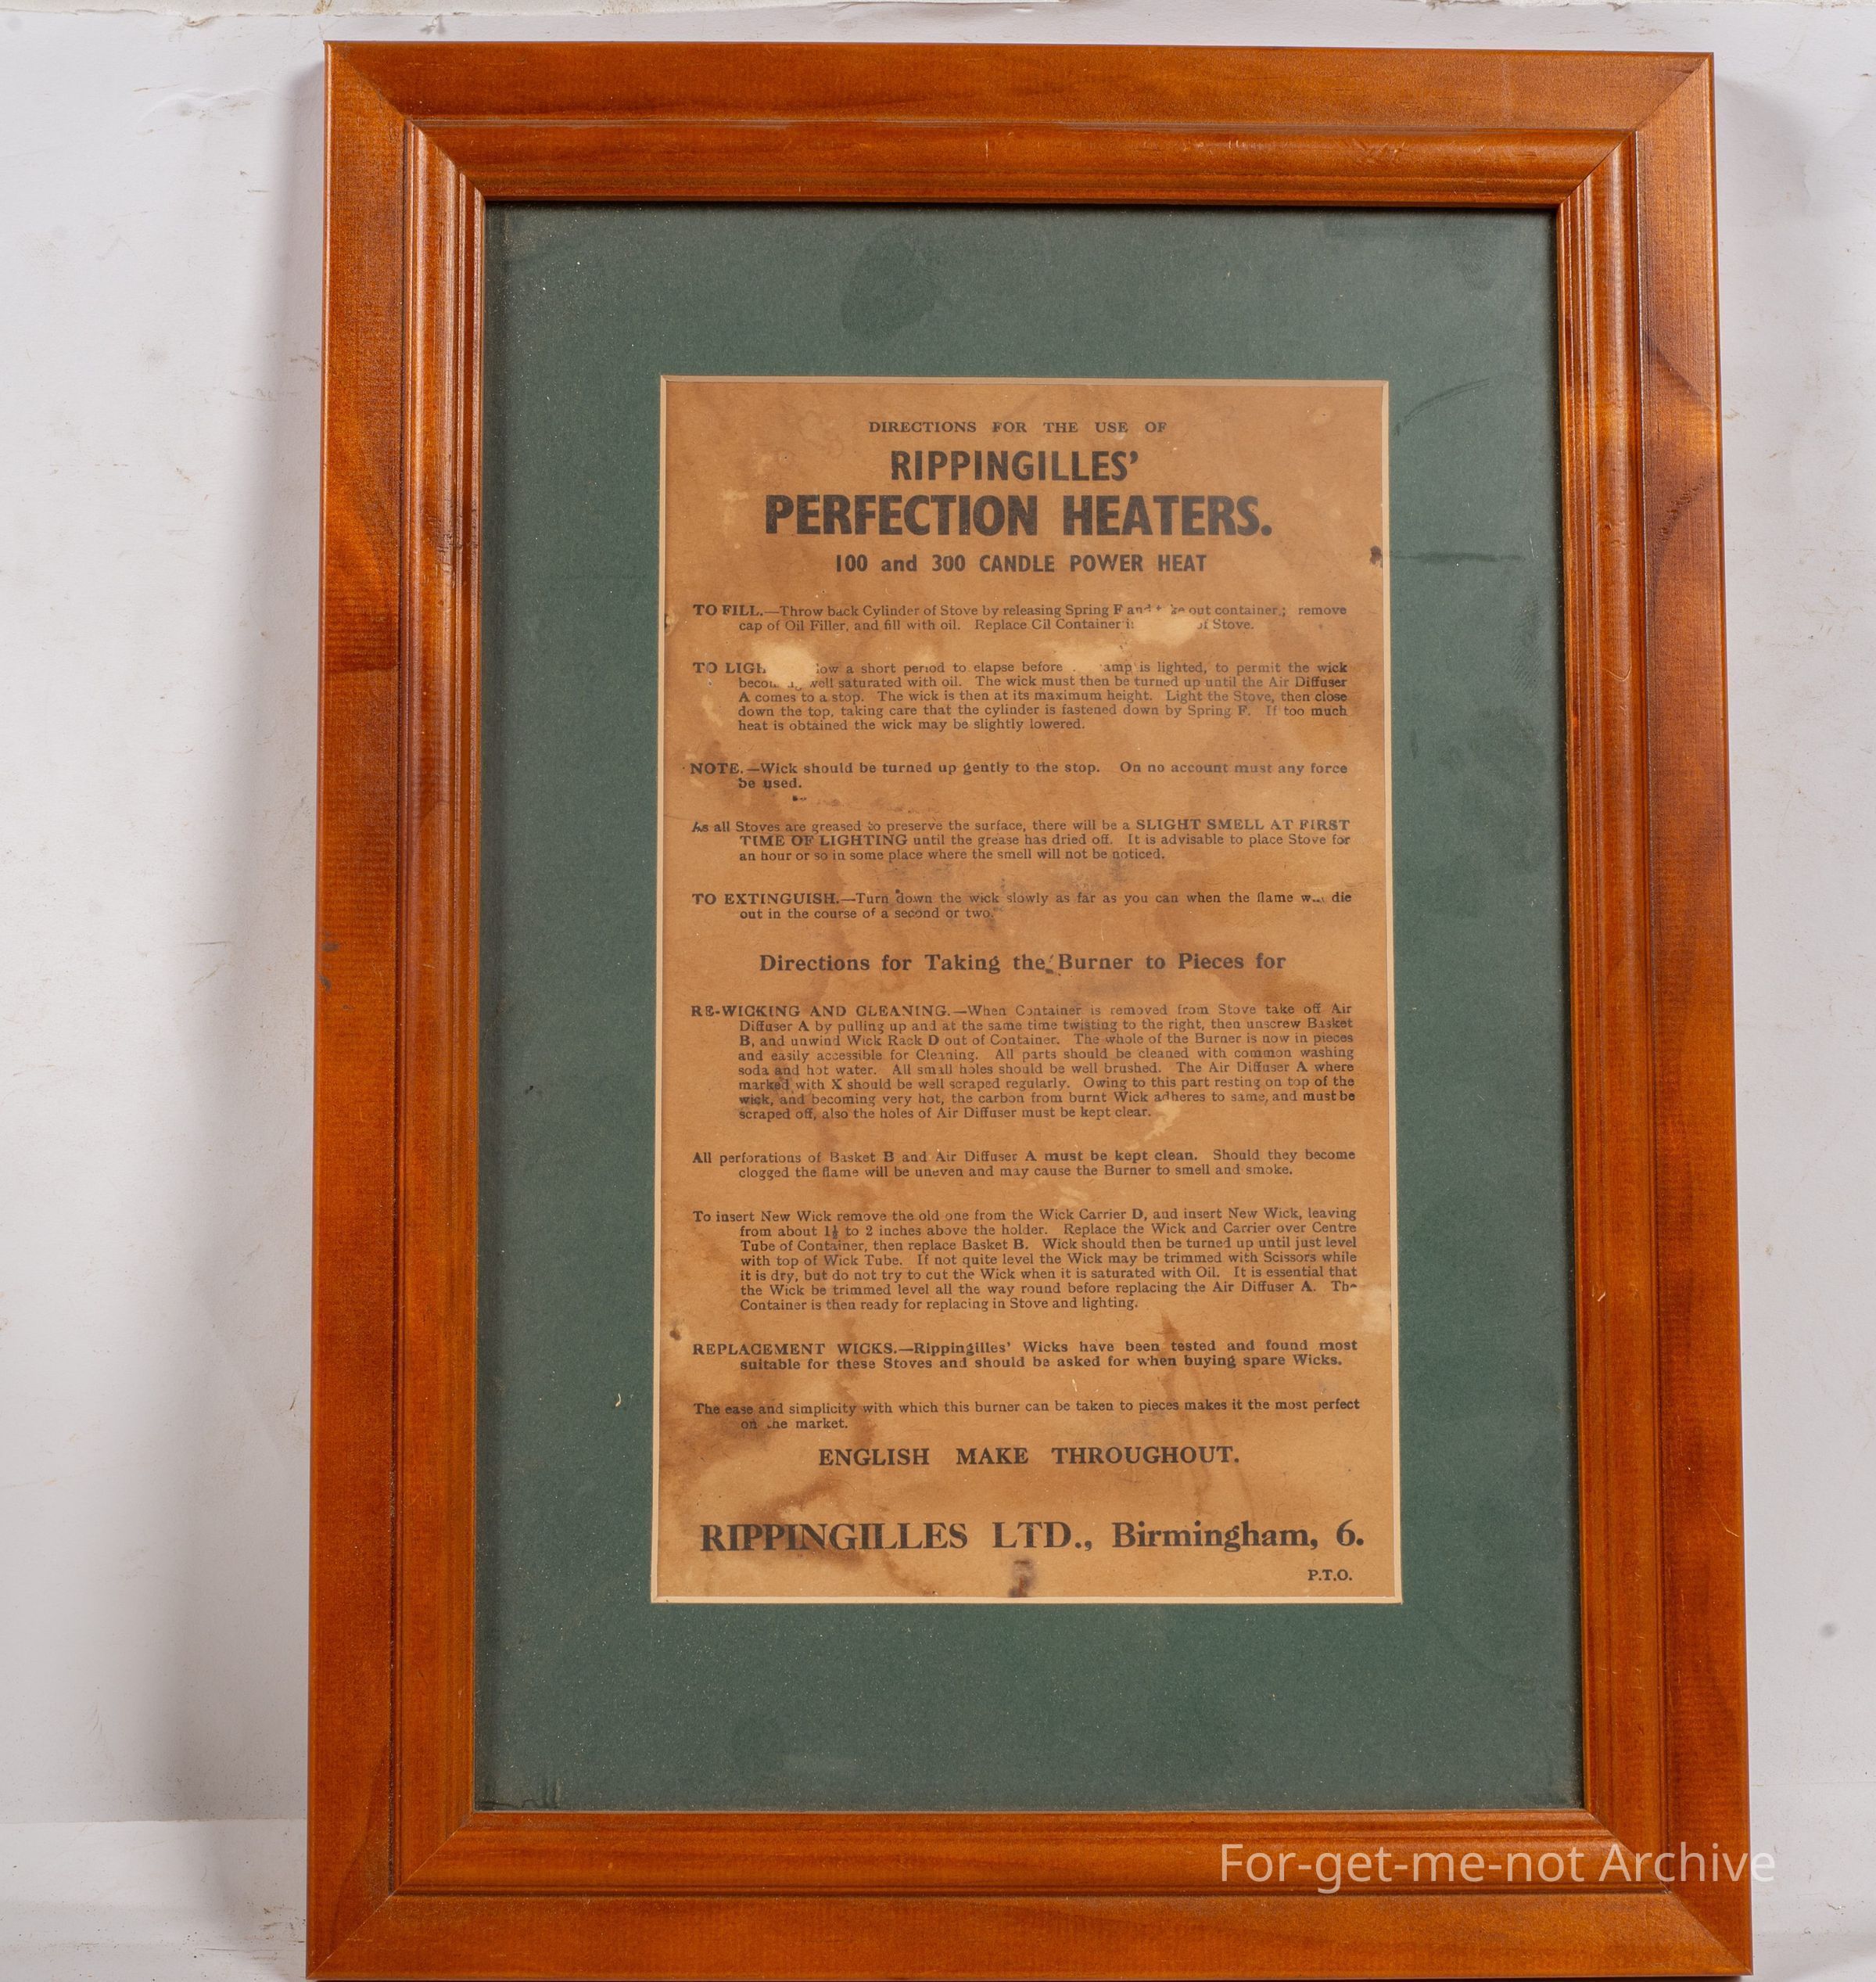 DIRECTIONS FOR THE USE OF
RIPPINGILLES'
PERFECTION HEATERS.
100 and 300 CANDLE POWER HEAT
TO FILL.—Throw back Cylinder of Stove by releasing Spring F and out container; remove
cap of Oil Filler, and fill with oil. Replace Oil Container of Stove.
TO a short period to elapse before is lighted, to permit the wick
well saturated with oil. The wick must then be turned up until the Air Diffuser
A comes to a stop. The wick is then at its maximum height. Light the Stove, then close
down the top, taking care that the cylinder is fastened down by Spring F. If too much
heat is obtained the wick may be slightly lowered.
NOTE.—Wick should be turned up gently to the stop. On no account must any force
be used.
As all Stoves are greased to preserve the surface, there will be a SLIGHT SMELL AT FIRST
TIME OF LIGHTING until the grease has dried off. It is advisable to place Stove for
an hour or so in some place where the smell will not be noticed.
TO EXTINGUISH.—Turn down the wick slowly as far as you can when the flame die
out in the course of a second or two.
Directions for Taking the Burner to Pieces for
RE-WICKING AND CLEANING.—When Container is removed from Stove take off Air
Diffuser A by pulling up and at the same time twisting to the right, then unscrew Basket
B, and unwind Wick Rack D out of Container. The whole of the Burner is now in pieces
and easily accessible for Cleaning. All parts should be cleaned with common washing
soda and hot water. All small holes should be well brushed. The Air Diffuser A where
marked with X should be well scraped regularly. Owing to this part resting on top of the
wick, and becoming very hot, the carbon from burnt Wick adheres to same, and must be
scraped off, also the holes of Air Diffuser must be kept clear.
All perforations of Basket B and Air Diffuser A must be kept clean. Should they become
clogged the flame will be uneven and may cause the Burner to smell and smoke.
To insert New Wick remove the old one from the Wick Carrier D, and insert New Wick, leaving
from about 1½ to 2 inches above the holder. Replace the Wick and Carrier over Centre
Tube of Container, then replace Basket B. Wick should then be turned up until just level
with top of Wick Tube. If not quite level the Wick may be trimmed with Scissors while
it is dry, but do not try to cut the Wick when it is saturated with Oil. It is essential that
the Wick be trimmed level all the way round before replacing the Air Diffuser A. The
Container is then ready for replacing in Stove and lighting.
REPLACEMENT WICKS.—Rippingilles' Wicks have been tested and found most
suitable for these Stoves and should be asked for when buying spare Wicks.
The ease and simplicity with which this burner can be taken to pieces makes it the most perfect
on the market.
ENGLISH MAKE THROUGHOUT.
RIPPINGILLES LTD., Birmingham, 6.
P.T.O.
For-get-me-not Archive